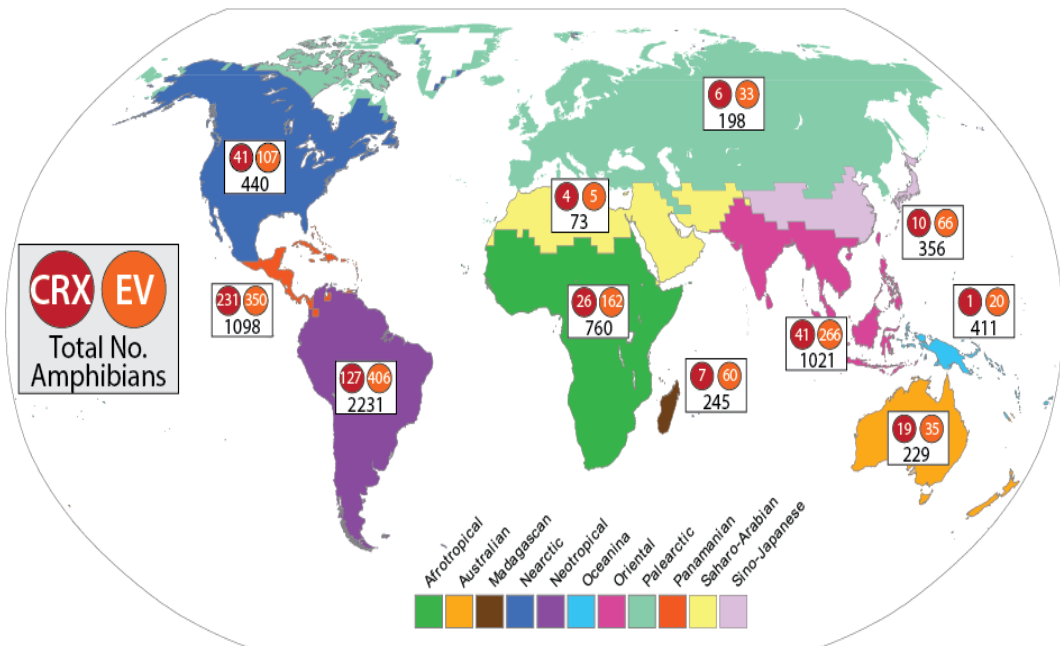 6 33
198
41 107
440
4 5
73
10 66
356
CRX EV
Total No.
Amphibians
231 350
1098
26 162
760
1 20
411
41 266
1021
127 406
2231
7 60
245
19 35
229
Afrotropical
Australian
Madagascan
Nearctic
Neotropical
Oceanina
Oriental
Palearctic
Panamanian
Saharo-Arabian
Sino-Japanese